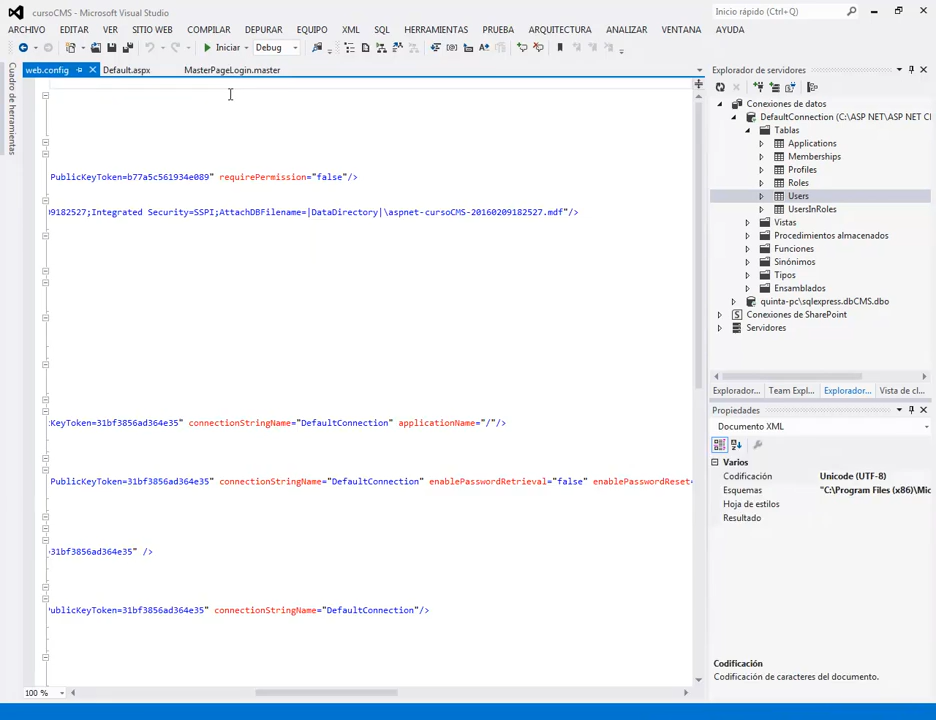 cursoCMS - Microsoft Visual Studio
Inicio rápido (Ctrl+Q)
ARCHIVO EDITAR VER SITIO WEB COMPILAR DEPURAR EQUIPO XML SQL HERRAMIENTAS PRUEBA ARQUITECTURA ANALIZAR VENTANA AYUDA
Iniciar Debug
Cuadro de herramientas
web.config Default.aspx MasterPageLogin.master
PublicKeyToken=b77a5c561934e089" requirePermission="false"/>
09182527;Integrated Security=SSPI;AttachDBFilename=|DataDirectory|\aspnet-cursoCMS-20160209182527.mdf"/>
KeyToken=31bf3856ad364e35" connectionStringName="DefaultConnection" applicationName="/"/>
PublicKeyToken=31bf3856ad364e35" connectionStringName="DefaultConnection" enablePasswordRetrieval="false" enablePasswordReset=
31bf3856ad364e35" />
ublicKeyToken=31bf3856ad364e35" connectionStringName="DefaultConnection"/>
100 %
Explorador de servidores
Conexiones de datos
DefaultConnection (C:\ASP NET\ASP NET Cl
Tablas
Applications
Memberships
Profiles
Roles
Users
UsersInRoles
Vistas
Procedimientos almacenados
Funciones
Sinónimos
Tipos
Ensamblados
quinta-pc\sqlexpress.dbCMS.dbo
Conexiones de SharePoint
Servidores
Explorador... Team Expl... Explorador... Vista de cl...
Propiedades
Documento XML
Varios
Codificación Unicode (UTF-8)
Esquemas "C:\Program Files (x86)\Mic
Hoja de estilos
Resultado
Codificación
Codificación de caracteres del documento.